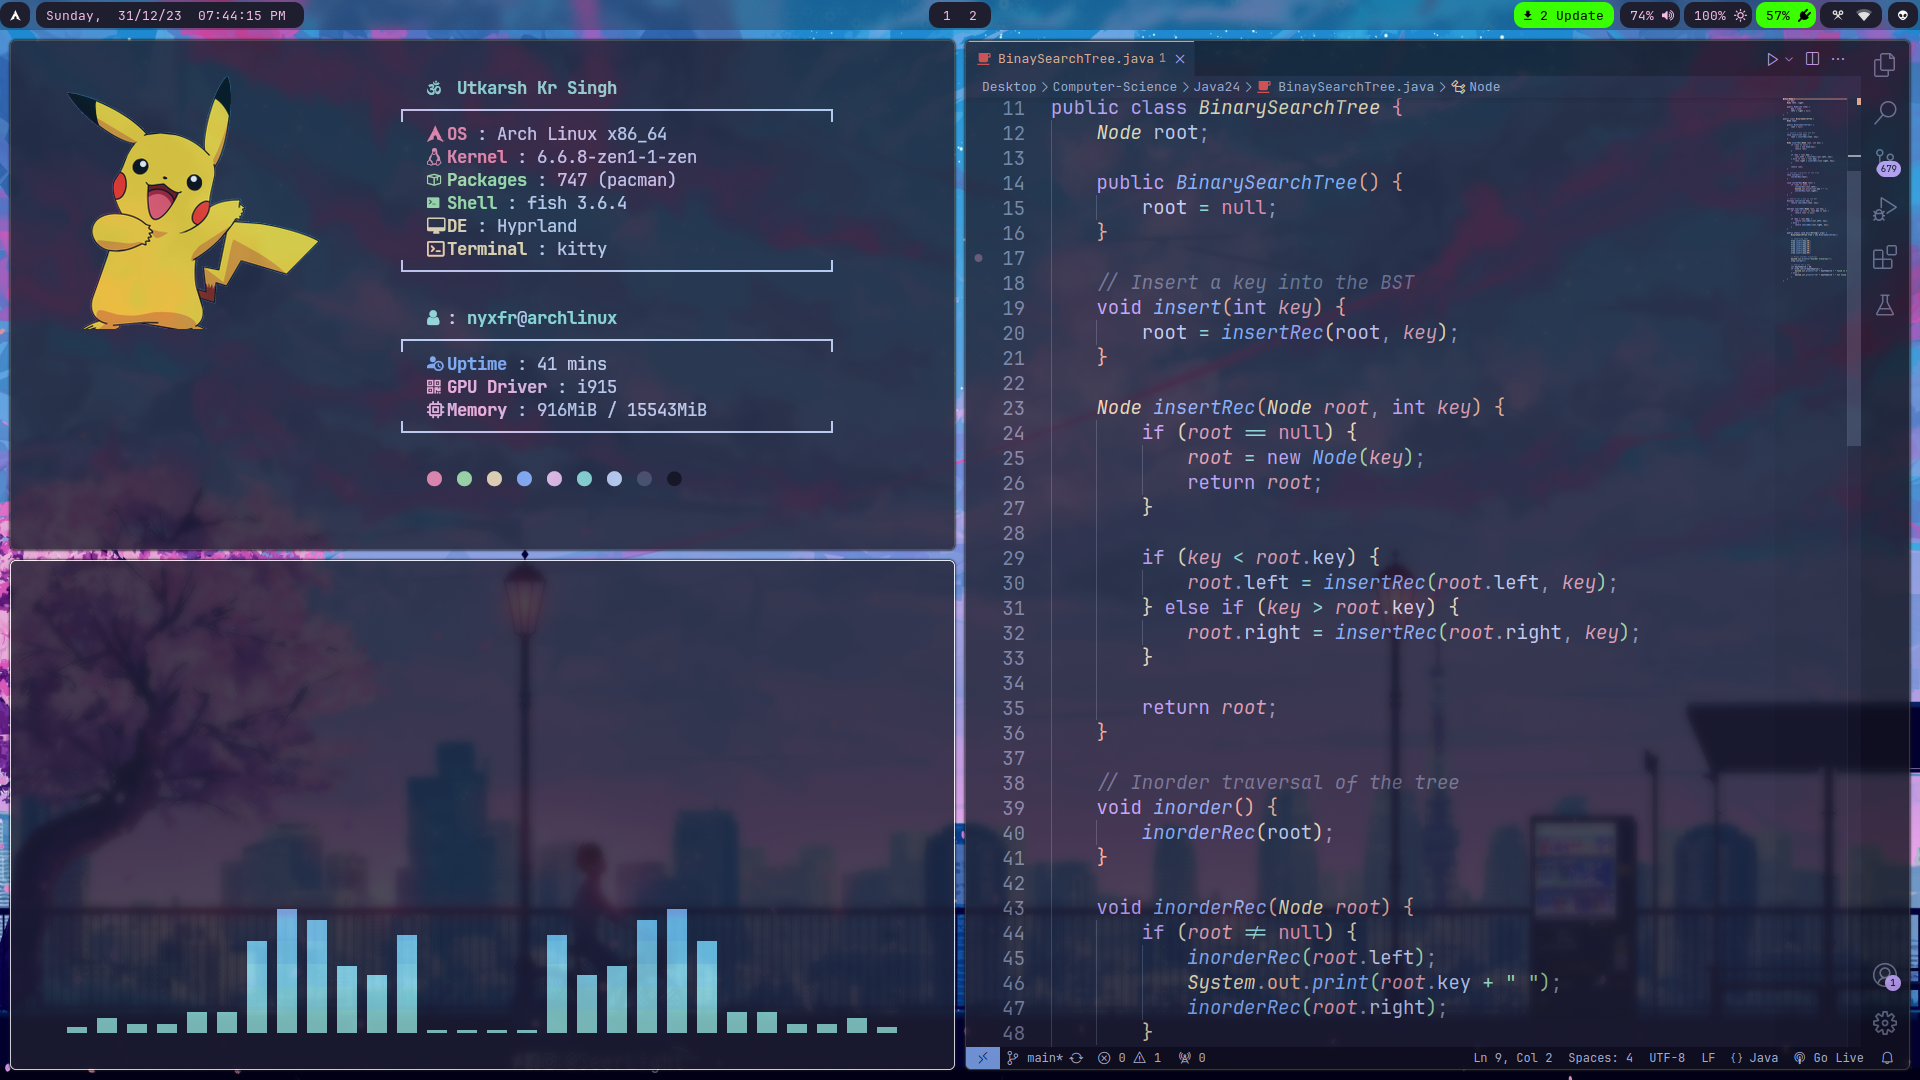 Sunday, 31/12/23 07:44:15 PM
1 2
2 Update
74%
100%
57%
ॐ Utkarsh Kr Singh
OS : Arch Linux x86_64
Kernel : 6.6.8-zen1-1-zen
Packages : 747 (pacman)
Shell : fish 3.6.4
DE : Hyprland
Terminal : kitty
: nyxfr@archlinux
Uptime : 41 mins
GPU Driver : i915
Memory : 916MiB / 15543MiB
BinaySearchTree.java 1
Desktop > Computer-Science > Java24 > BinaySearchTree.java > Node
11 public class BinarySearchTree {
12 Node root;
13
14 public BinarySearchTree() {
15 root = null;
16 }
17
18 // Insert a key into the BST
19 void insert(int key) {
20 root = insertRec(root, key);
21 }
22
23 Node insertRec(Node root, int key) {
24 if (root == null) {
25 root = new Node(key);
26 return root;
27 }
28
29 if (key < root.key) {
30 root.left = insertRec(root.left, key);
31 } else if (key > root.key) {
32 root.right = insertRec(root.right, key);
33 }
34
35 return root;
36 }
37
38 // Inorder traversal of the tree
39 void inorder() {
40 inorderRec(root);
41 }
42
43 void inorderRec(Node root) {
44 if (root != null) {
45 inorderRec(root.left);
46 System.out.print(root.key + " ");
47 inorderRec(root.right);
48 }
679
1
main* 0 1 0
Ln 9, Col 2 Spaces: 4 UTF-8 LF {} Java Go Live